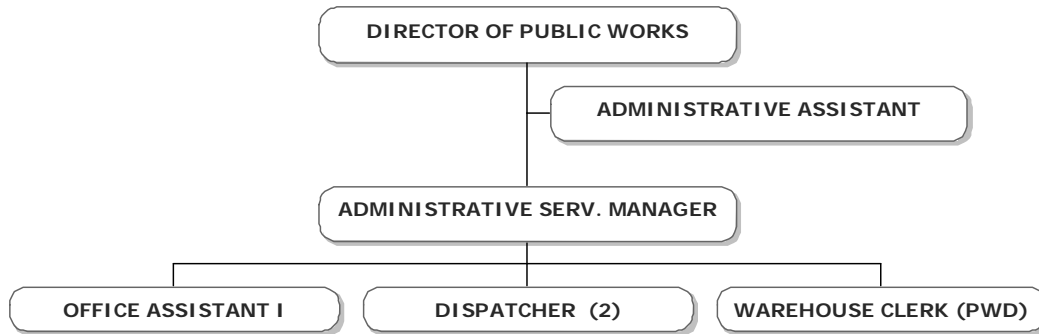 DIRECTOR OF PUBLIC WORKS
ADMINISTRATIVE ASSISTANT
ADMINISTRATIVE SERV. MANAGER
OFFICE ASSISTANT I
DISPATCHER (2)
WAREHOUSE CLERK (PWD)